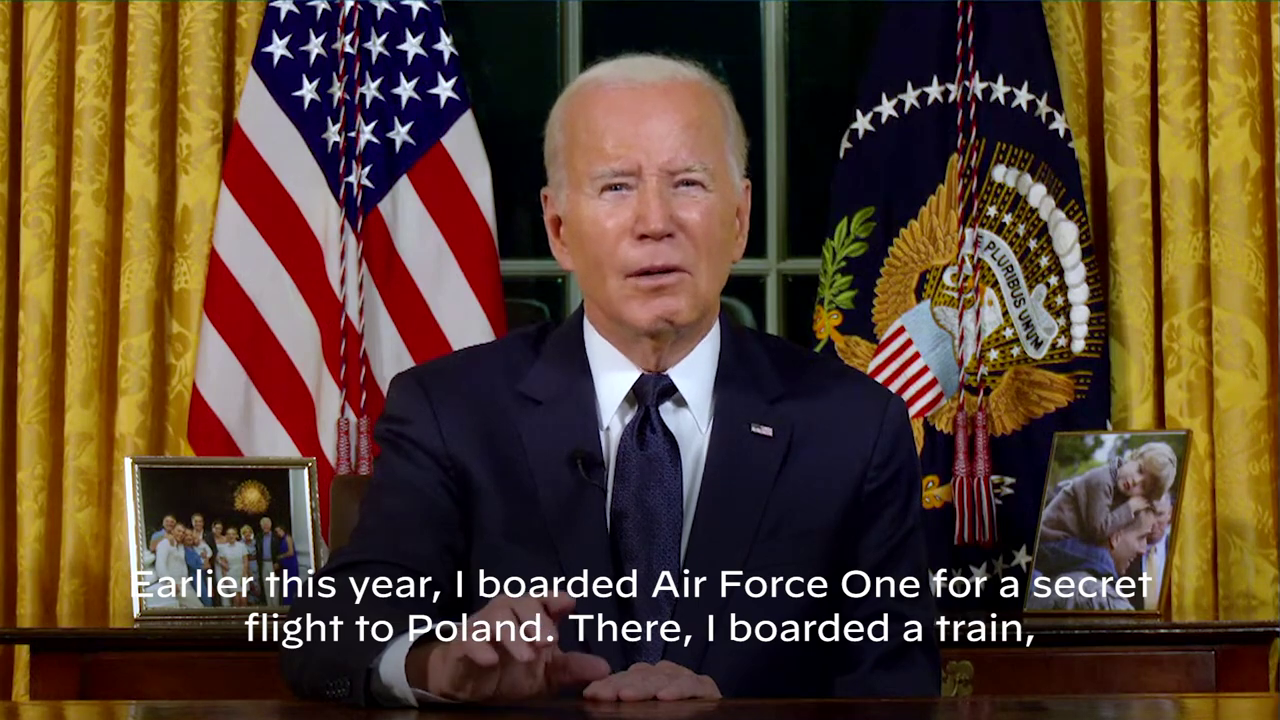 E PLURIBUS UNUM
Earlier this year, I boarded Air Force One for a secret
flight to Poland. There, I boarded a train,